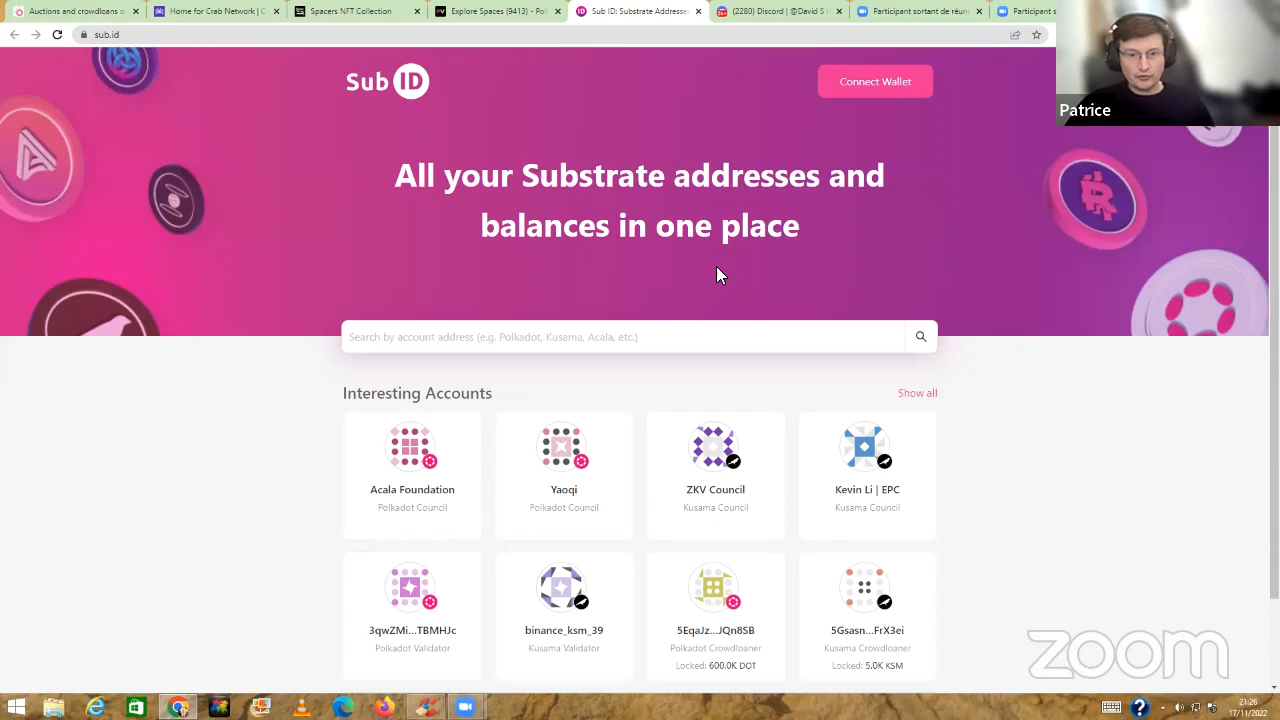 Auctions and crowdloans of
Home for Crab Network | C
Spacers NFT Collection
Explore Spaces (9413) - Pol
Sub ID: Substrate Addresse
(2280) Discord | @David S |
Participant sortant de réuni
Participant s
sub.id
Sub ID
Connect Wallet
Patrice
All your Substrate addresses and
balances in one place
Search by account address (e.g. Polkadot, Kusama, Acala, etc.)
Interesting Accounts
Show all
Acala Foundation
Polkadot Council
Yaoqi
Polkadot Council
ZKV Council
Kusama Council
Kevin Li | EPC
Kusama Council
3qwZMi...TBMHJc
Polkadot Validator
binance_ksm_39
Kusama Validator
5EqaJz...JQn8SB
Polkadot Crowdloaner
Locked: 600.0K DOT
5Gsasn...FrX3ei
Kusama Crowdloaner
Locked: 5.0K KSM
zoom
21:26
17/11/2022